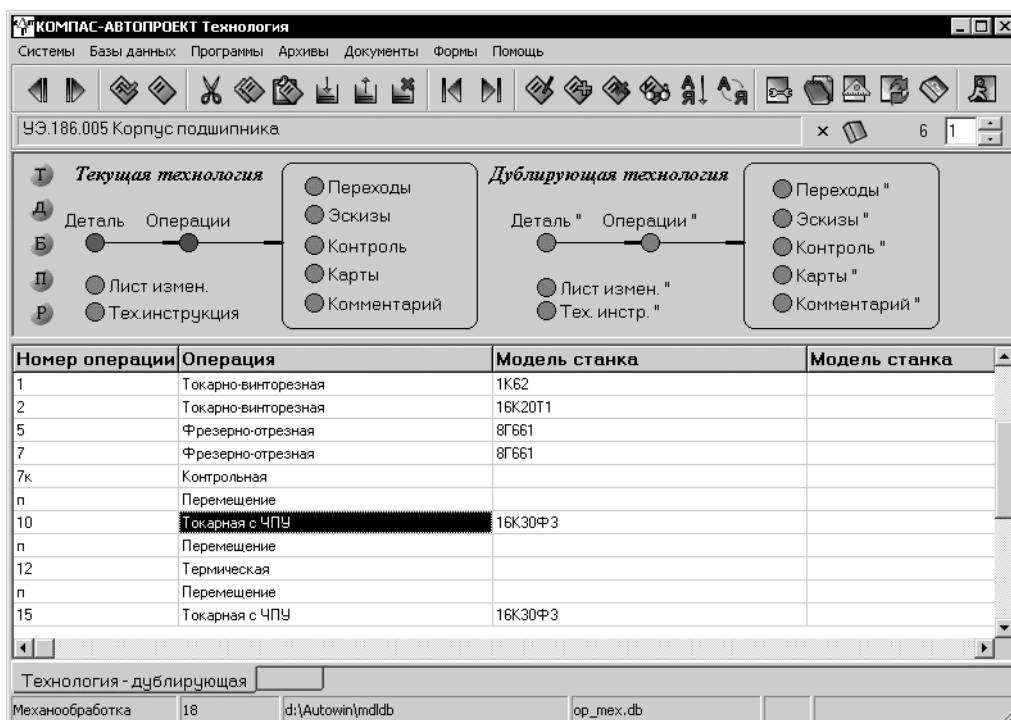 КОМПАС-АВТОПРОЕКТ Технология
Системы Базы данных Программы Архивы Документы Формы Помощь
УЭ.186.005 Корпус подшипника 6 1
Т Текущая технология Переходы Дублирующая технология Переходы "
Д Эскизы Эскизы "
Деталь Операции Деталь " Операции "
Б Контроль Контроль "
П Карты Карты "
Лист измен. Лист измен. "
Р Тех.инструкция Комментарий Тех. инстр. " Комментарий "
Номер операции Операция Модель станка Модель станка
1 Токарно-винторезная 1К62
2 Токарно-винторезная 16К20Т1
5 Фрезерно-отрезная 8Г661
7 Фрезерно-отрезная 8Г661
7к Контрольная
п Перемещение
10 Токарная с ЧПУ 16К30Ф3
п Перемещение
12 Термическая
п Перемещение
15 Токарная с ЧПУ 16К30Ф3
Технология - дублирующая
Механообработка 18 d:\Autowin\mdldb op_mex.db